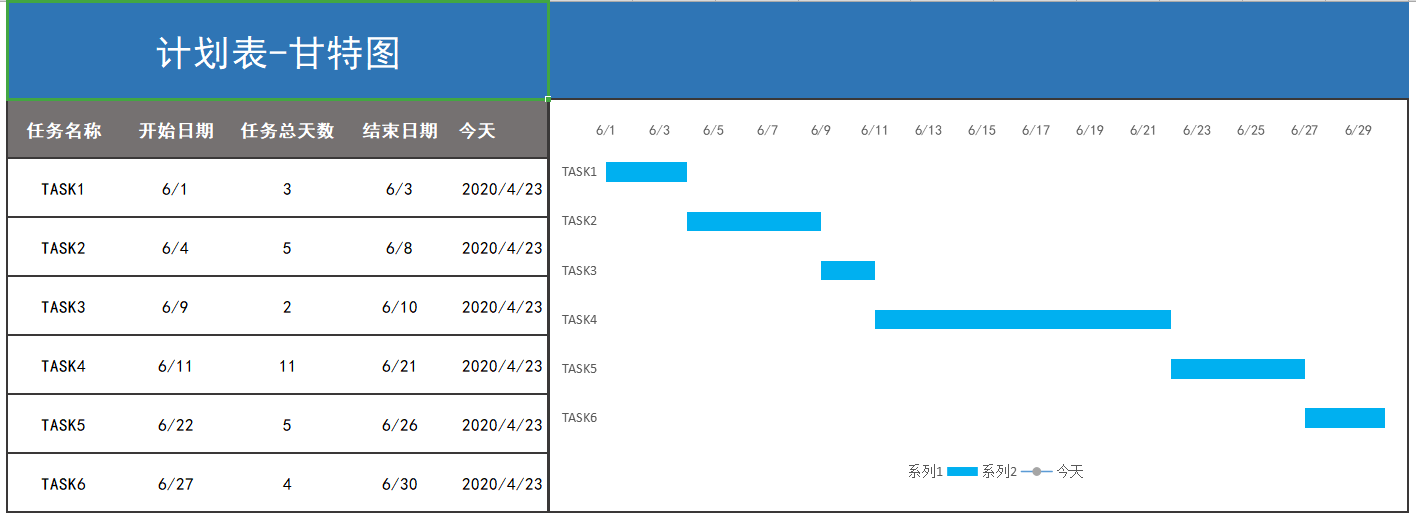 计划表-甘特图
任务名称 开始日期 任务总天数 结束日期 今天
TASK1 6/1 3 6/3 2020/4/23
TASK2 6/4 5 6/8 2020/4/23
TASK3 6/9 2 6/10 2020/4/23
TASK4 6/11 11 6/21 2020/4/23
TASK5 6/22 5 6/26 2020/4/23
TASK6 6/27 4 6/30 2020/4/23
6/1 6/3 6/5 6/7 6/9 6/11 6/13 6/15 6/17 6/19 6/21 6/23 6/25 6/27 6/29
TASK1
TASK2
TASK3
TASK4
TASK5
TASK6
系列1 系列2 今天